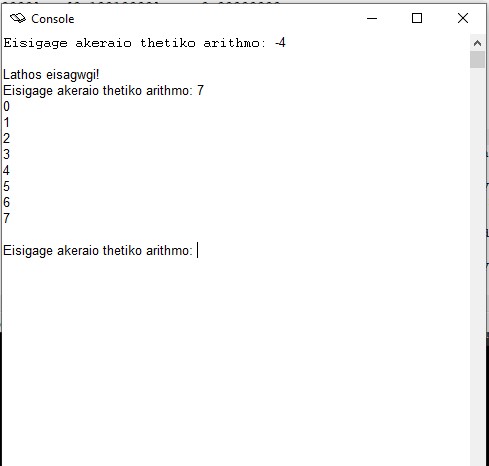 Console
Eisigage akeraio thetiko arithmo: -4
Lathos eisagwgi!
Eisigage akeraio thetiko arithmo: 7
0
1
2
3
4
5
6
7
Eisigage akeraio thetiko arithmo: